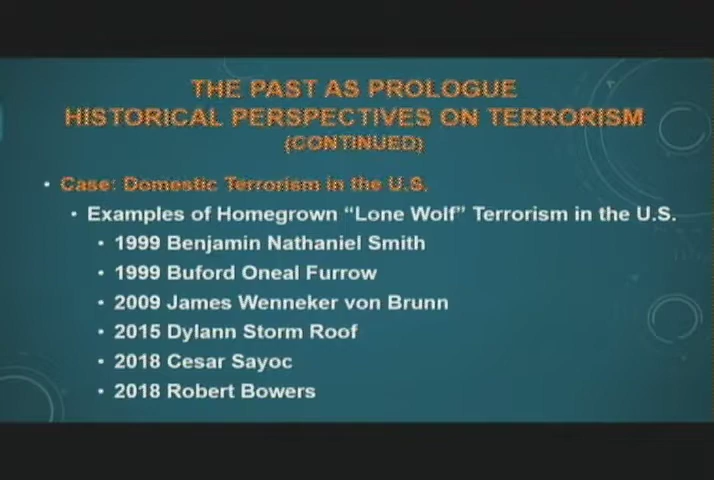 THE PAST AS PROLOGUE
HISTORICAL PERSPECTIVES ON TERRORISM
(CONTINUED)
• Case: Domestic Terrorism in the U.S.
• Examples of Homegrown “Lone Wolf” Terrorism in the U.S.
• 1999 Benjamin Nathaniel Smith
• 1999 Buford Oneal Furrow
• 2009 James Wenneker von Brunn
• 2015 Dylann Storm Roof
• 2018 Cesar Sayoc
• 2018 Robert Bowers